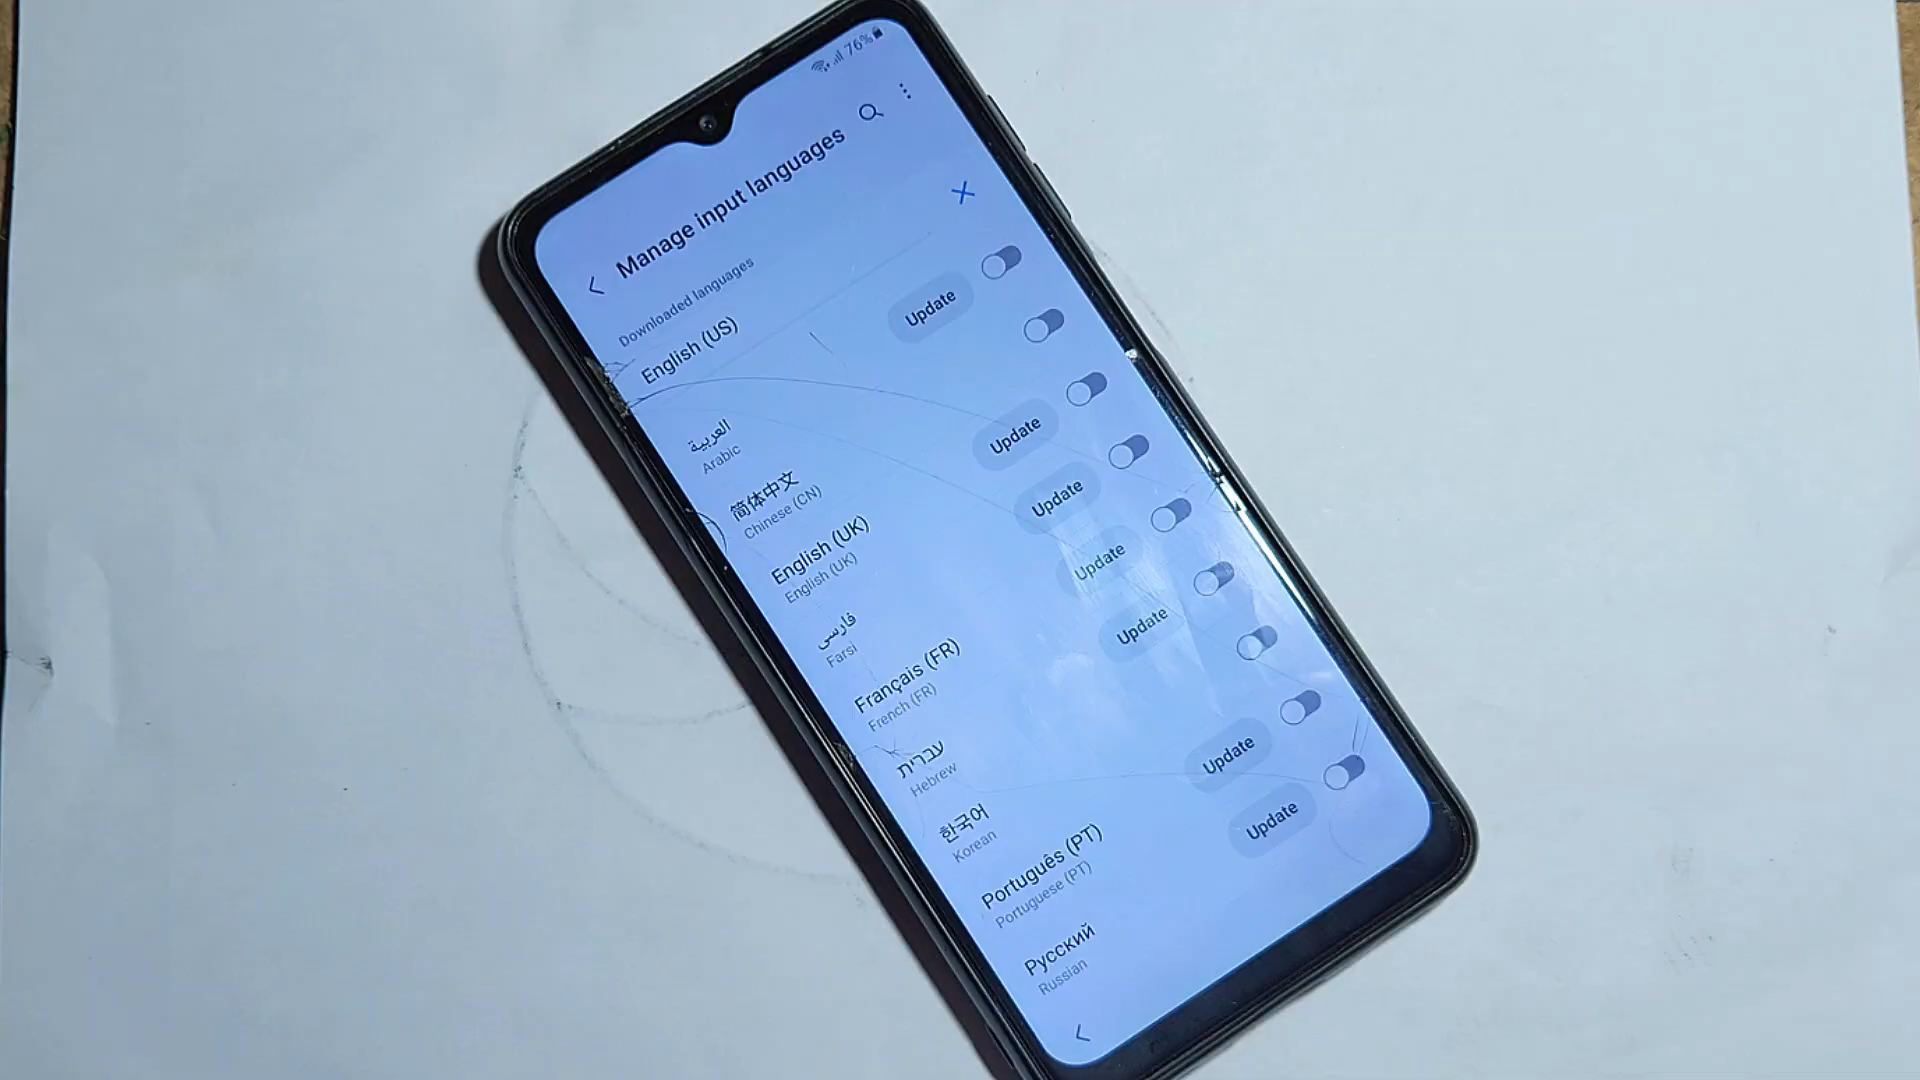 76%
Manage input languages
Downloaded languages
English (US)
العربية
Arabic
Update
简体中文
Chinese (CN)
English (UK)
English (UK)
Update
فارسی
Farsi
Update
Français (FR)
French (FR)
Update
עברית
Hebrew
Update
한국어
Korean
Português (PT)
Portuguese (PT)
Update
Русский
Russian
Update